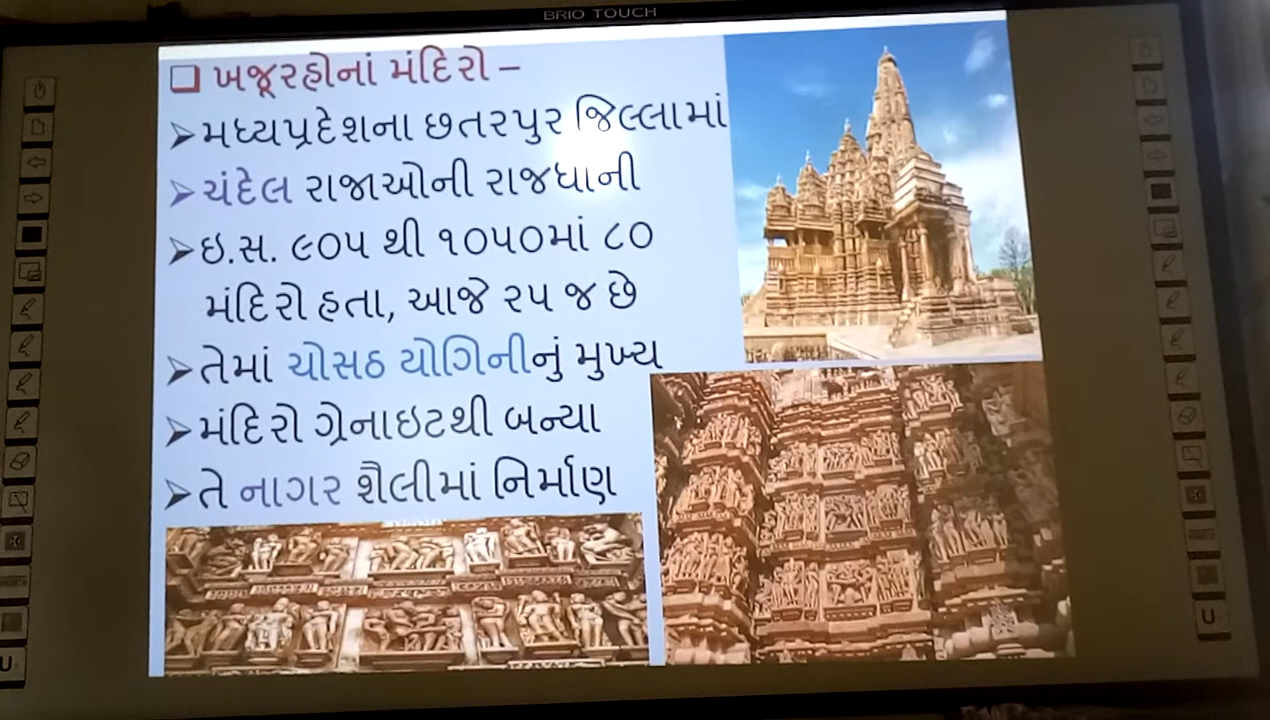 BRIO TOUCH
❑ ખજૂરહોનાં મંદિરો –
➢ મધ્યપ્રદેશના છતરપુર જિલ્લામાં
➢ ચંદેલ રાજાઓની રાજધાની
➢ ઇ.સ. ૯૦૫ થી ૧૦૫૦માં ૮૦
મંદિરો હતા, આજે ૨૫ જ છે
➢ તેમાં ચોસઠ યોગિનીનું મુખ્ય
➢ મંદિરો ગ્રેનાઇટથી બન્યા
➢ તે નાગર શૈલીમાં નિર્માણ
U
U